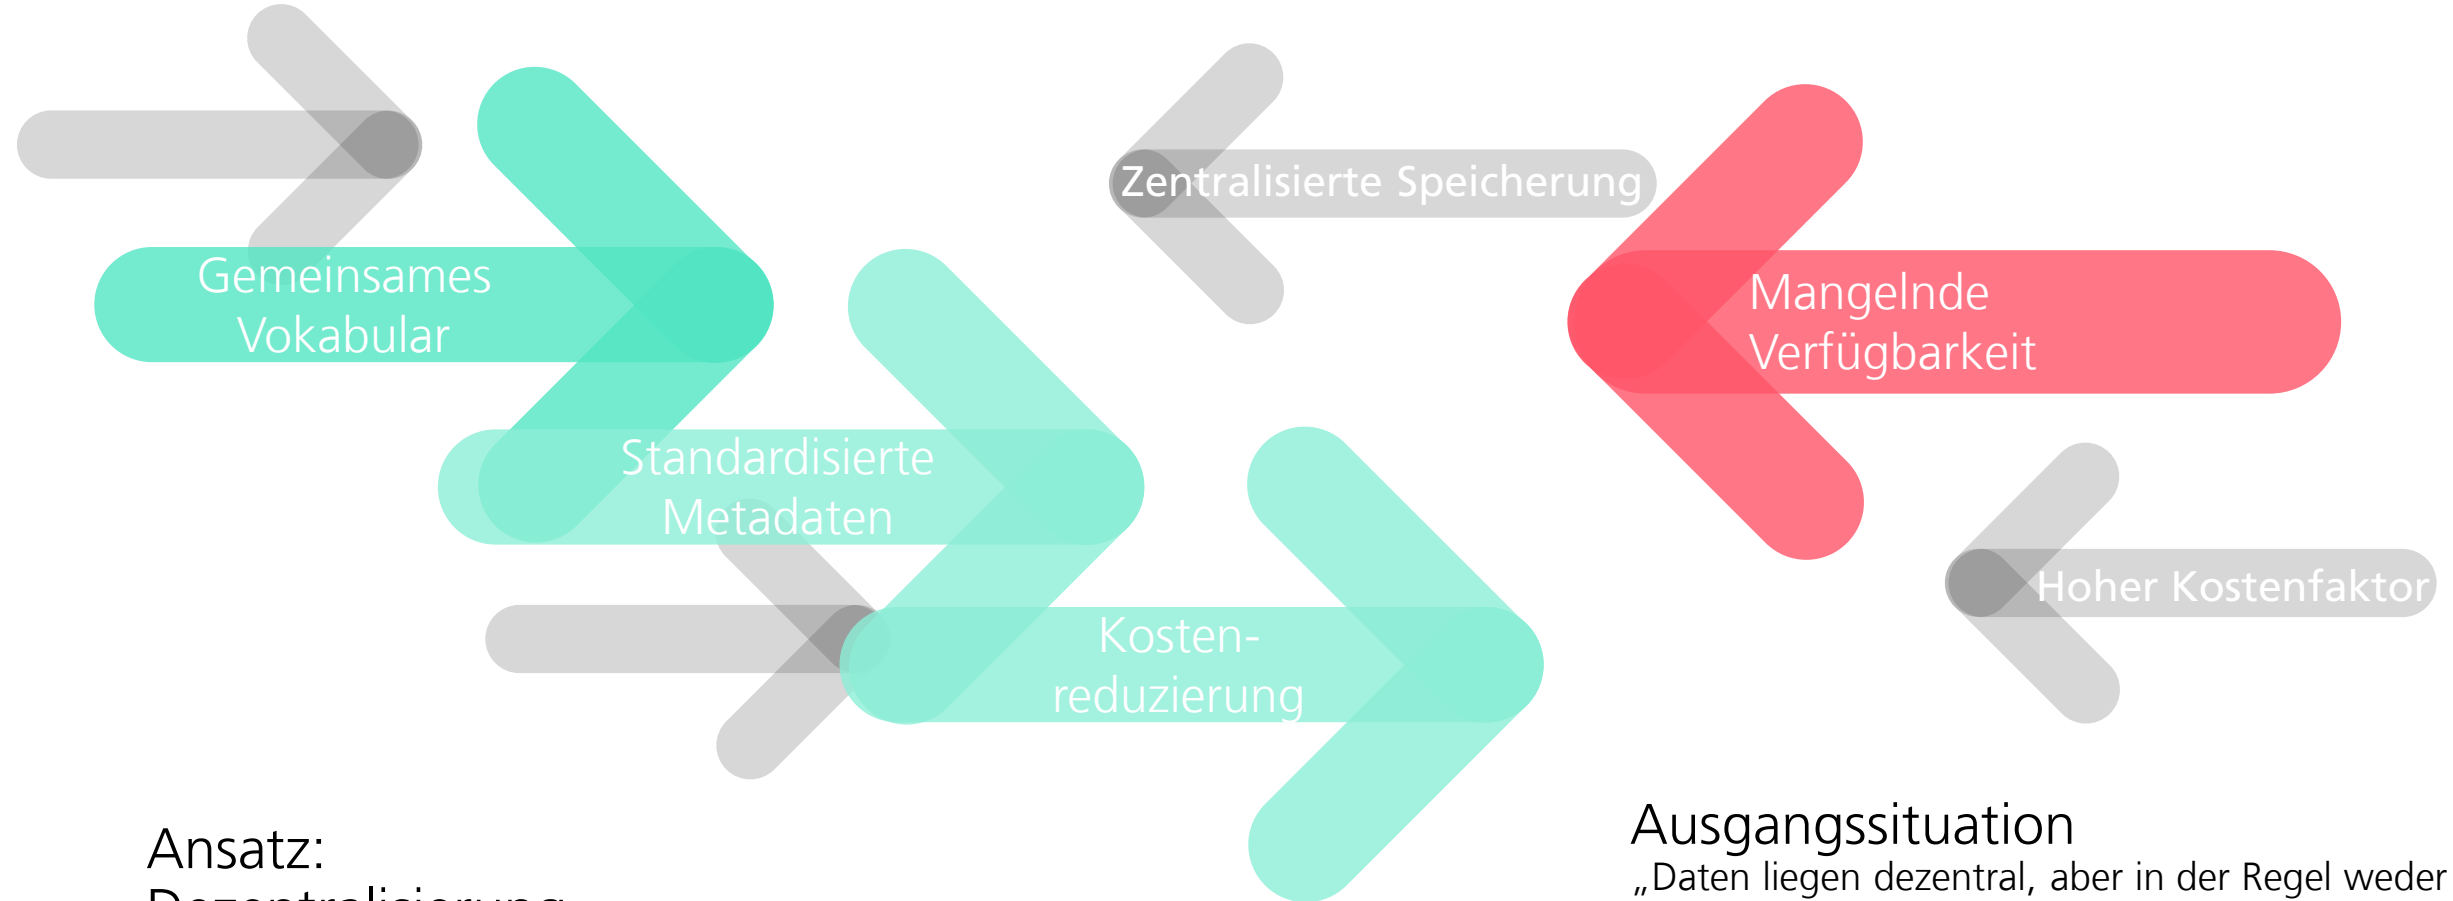 Zentralisierte Speicherung
Gemeinsames
Vokabular
Mangelnde
Verfügbarkeit
Standardisierte
Metadaten
Hoher Kostenfaktor
Kosten-
reduzierung
Ansatz:
Dezentralisierung
Ausgangssituation
„Daten liegen dezentral, aber in der Regel weder